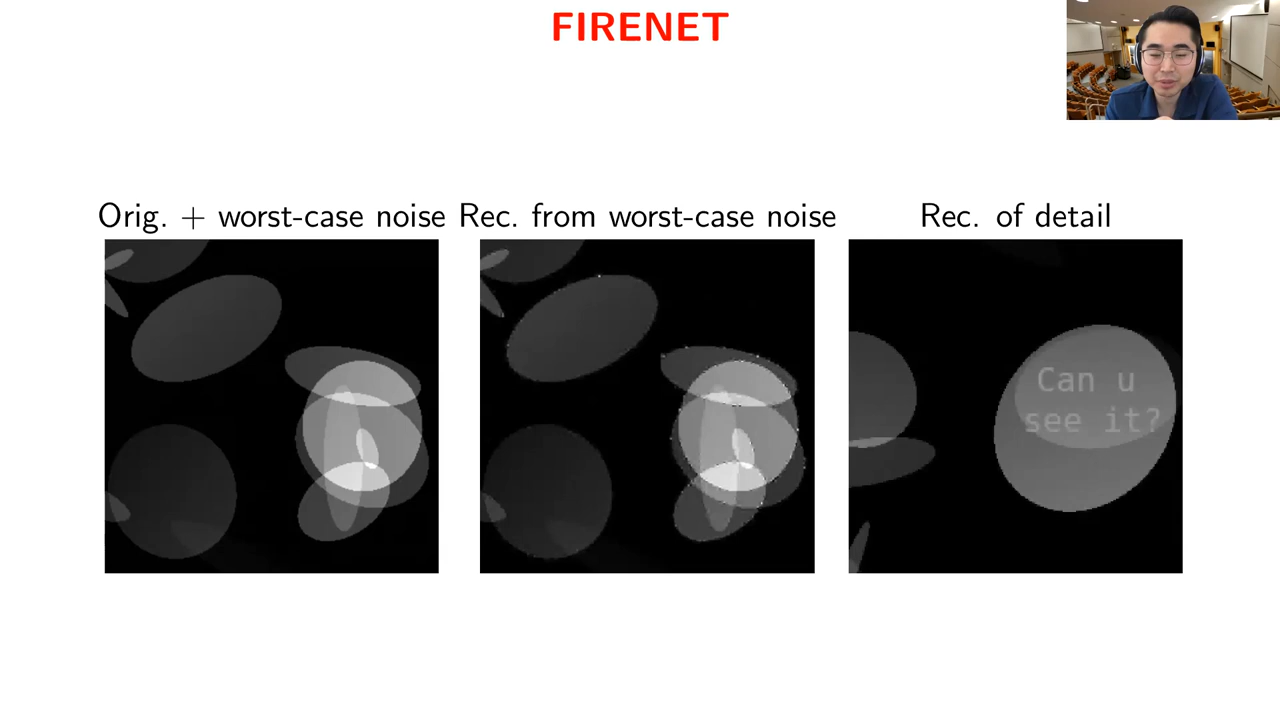 FIRENET
Orig. + worst-case noise
Rec. from worst-case noise
Rec. of detail
Can u
see it?